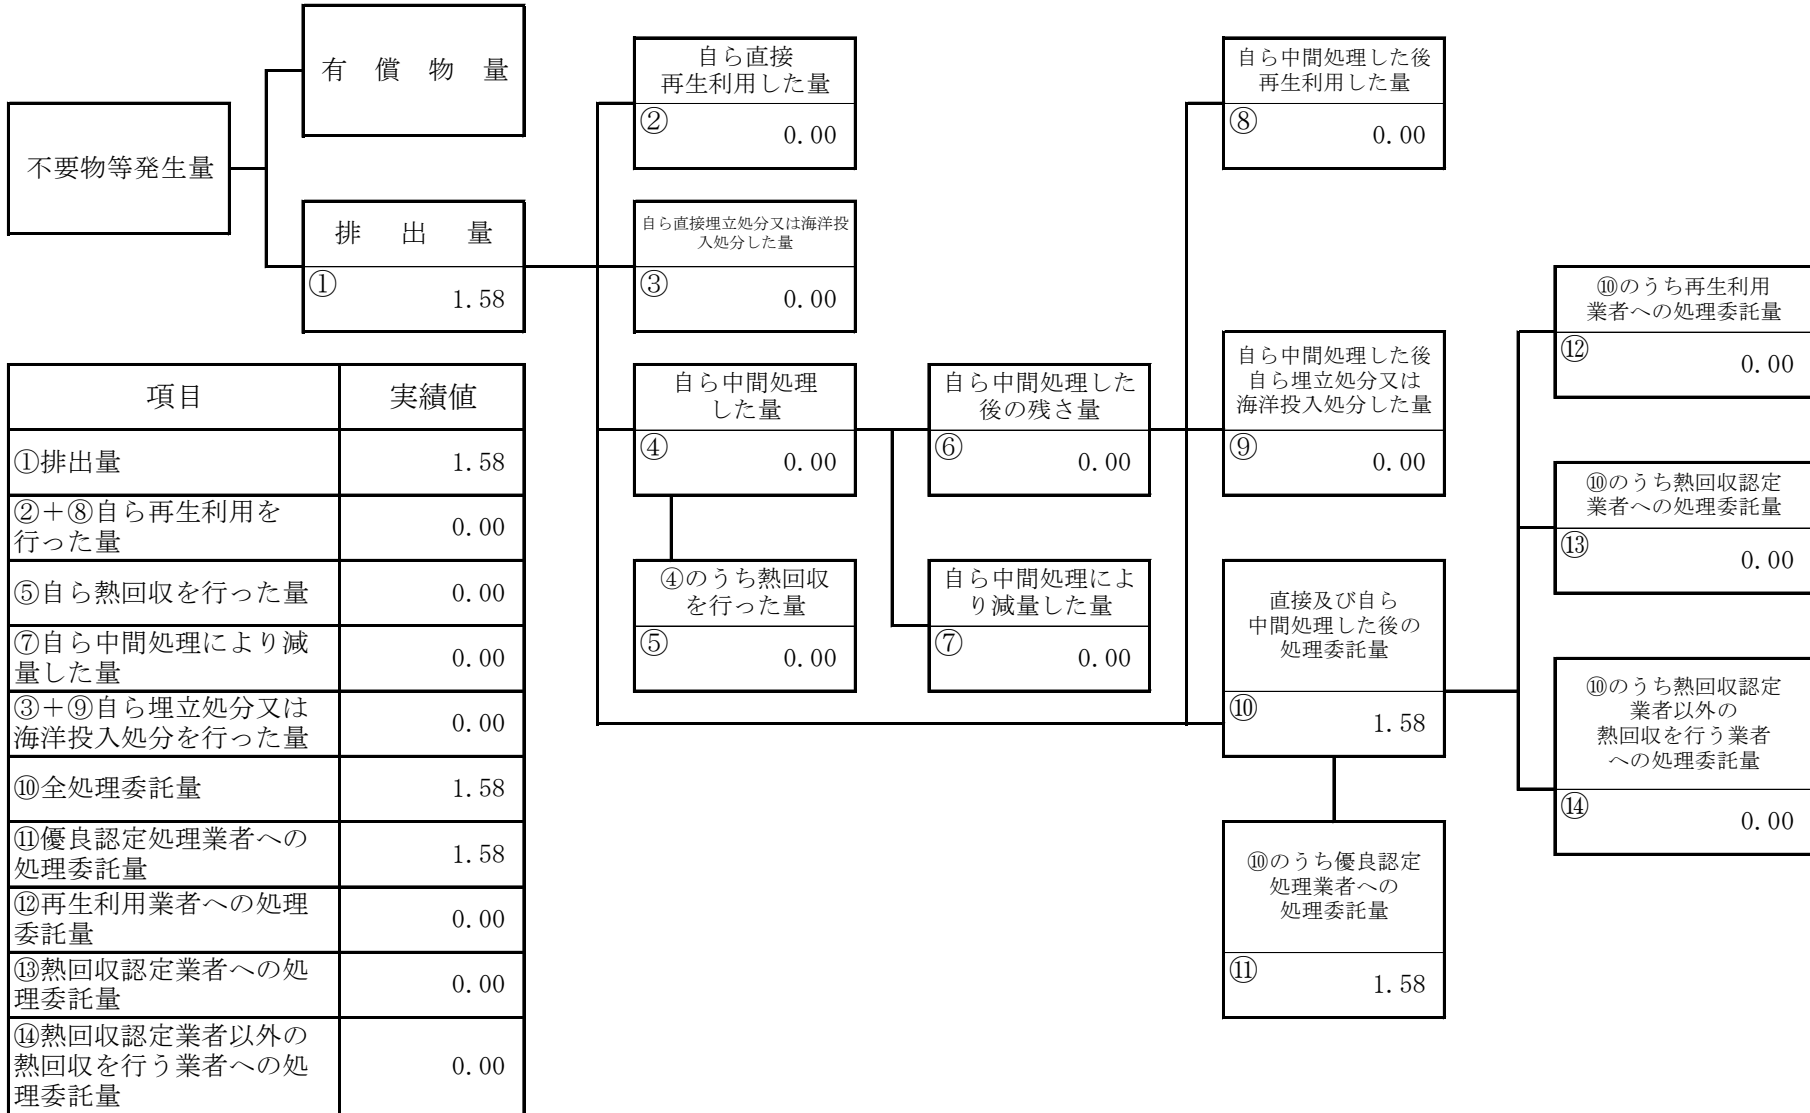 有償物量
不要物等発生量
排出量
①
1.58
自ら直接
再生利用した量
②
0.00
自ら直接埋立処分又は海洋投
入処分した量
③
0.00
自ら中間処理
した量
④
0.00
④のうち熱回収
を行った量
⑤
0.00
自ら中間処理した
後の残さ量
⑥
0.00
自ら中間処理によ
り減量した量
⑦
0.00
自ら中間処理した後
再生利用した量
⑧
0.00
自ら中間処理した後
自ら埋立処分又は
海洋投入処分した量
⑨
0.00
直接及び自ら
中間処理した後の
処理委託量
⑩
1.58
⑩のうち優良認定
処理業者への
処理委託量
⑪
1.58
⑩のうち再生利用
業者への処理委託量
⑫
0.00
⑩のうち熱回収認定
業者への処理委託量
⑬
0.00
⑩のうち熱回収認定
業者以外の
熱回収を行う業者
への処理委託量
⑭
0.00
項目 実績値
①排出量 1.58
②+⑧自ら再生利用を
行った量 0.00
⑤自ら熱回収を行った量 0.00
⑦自ら中間処理により減
量した量 0.00
③+⑨自ら埋立処分又は
海洋投入処分を行った量 0.00
⑩全処理委託量 1.58
⑪優良認定処理業者への
処理委託量 1.58
⑫再生利用業者への処理
委託量 0.00
⑬熱回収認定業者への処
理委託量 0.00
⑭熱回収認定業者以外の
熱回収を行う業者への処
理委託量 0.00